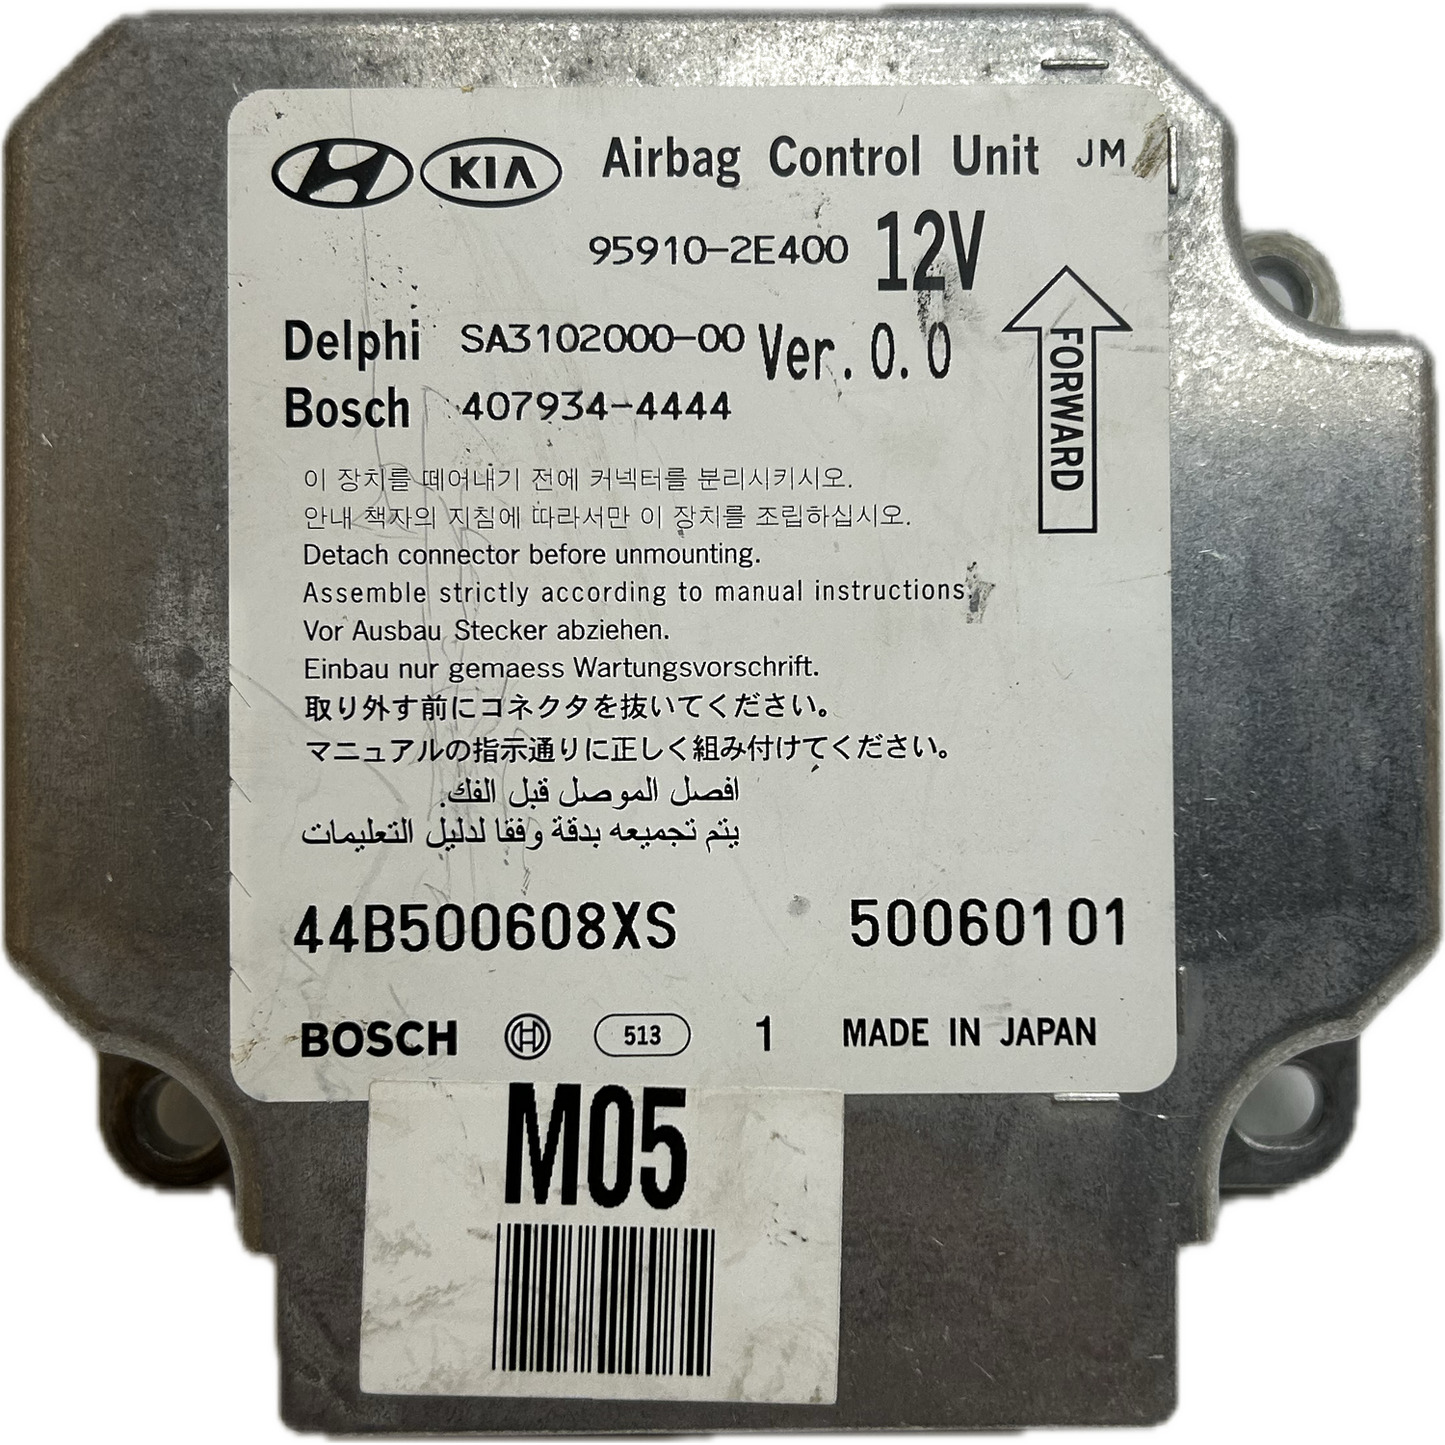 KIA Airbag Control Unit JM
95910-2E400 12V
Delphi SA3102000-00 Ver. 0.0
Bosch 407934-4444
FORWARD
이 장치를 떼어내기 전에 커넥터를 분리시키시오.
안내 책자의 지침에 따라서만 이 장치를 조립하십시오.
Detach connector before unmounting.
Assemble strictly according to manual instructions.
Vor Ausbau Stecker abziehen.
Einbau nur gemaess Wartungsvorschrift.
取り外す前にコネクタを抜いてください。
マニュアルの指示通りに正しく組み付けてください。
افصل الموصل قبل الفك.
يتم تجميعه بدقة وفقا لدليل التعليمات
44B500608XS 50060101
BOSCH 513 1 MADE IN JAPAN
M05